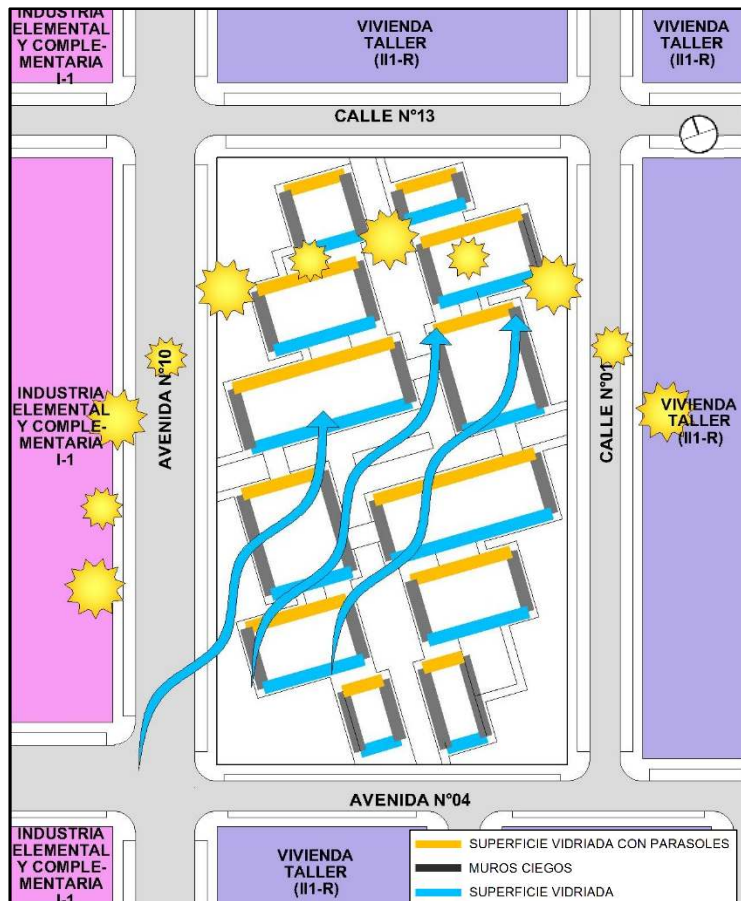 INDUSTRIA
ELEMENTAL
Y COMPLE-
MENTARIA
I-1
VIVIENDA
TALLER
(II1-R)
VIVIENDA
TALLER
(II1-R)
CALLE N°13
AVENIDA N°10
CALLE N°01
INDUSTRIA
ELEMENTAL
Y COMPLE-
MENTARIA
I-1
VIVIENDA
TALLER
(II1-R)
AVENIDA N°04
INDUSTRIA
ELEMENTAL
Y COMPLE-
MENTARIA
I-1
VIVIENDA
TALLER
(II1-R)
SUPERFICIE VIDRIADA CON PARASOLES
MUROS CIEGOS
SUPERFICIE VIDRIADA